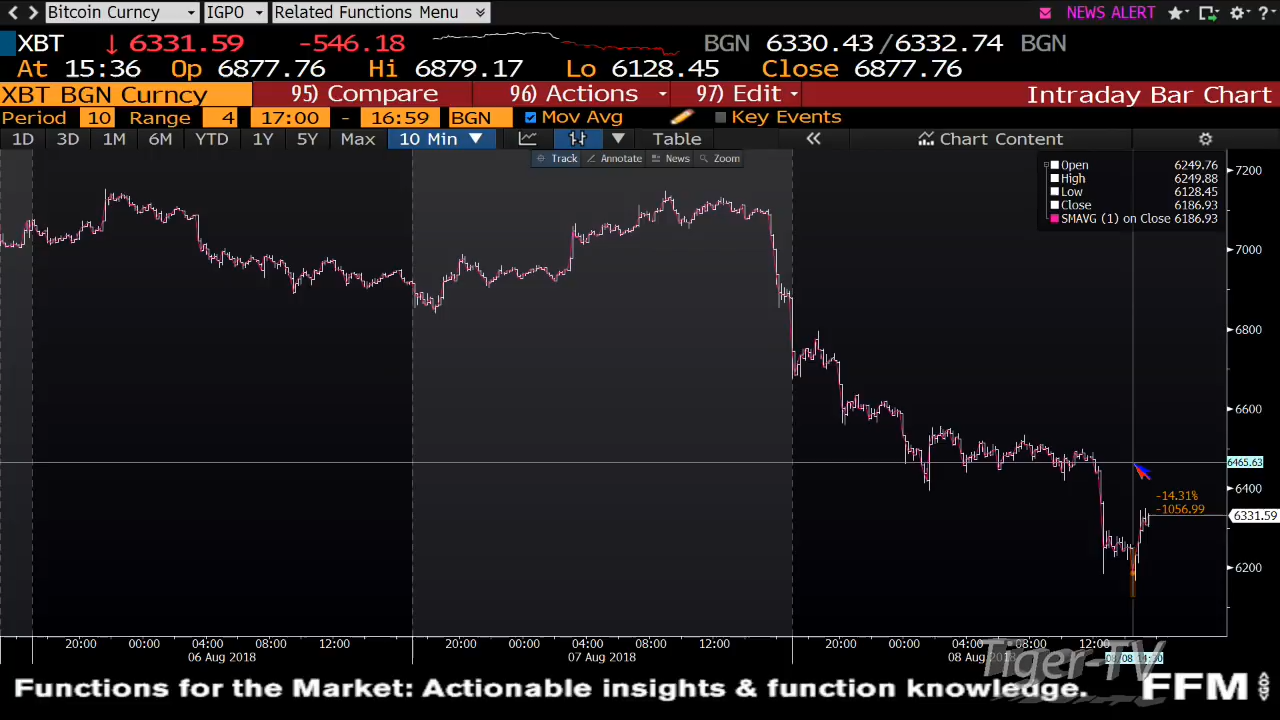 Bitcoin Curncy IGPO Related Functions Menu NEWS ALERT
XBT ↓ 6331.59 -546.18 BGN 6330.43/6332.74 BGN
At 15:36 Op 6877.76 Hi 6879.17 Lo 6128.45 Close 6877.76
XBT BGN Curncy 95) Compare 96) Actions 97) Edit Intraday Bar Chart
Period 10 Range 4 17:00 - 16:59 BGN Mov Avg Key Events
1D 3D 1M 6M YTD 1Y 5Y Max 10 Min Table « Chart Content
Track Annotate News Zoom
Open 6249.76
High 6249.88
Low 6128.45
Close 6186.93
SMAVG (1) on Close 6186.93
7200
7000
6800
6600
6465.63
6400
-14.31%
-1056.99
6331.59
6200
20:00 00:00 04:00 08:00 12:00 20:00 00:00 04:00 08:00 12:00 20:00 00:00 04:00 08:00 12:00
06 Aug 2018 07 Aug 2018 08 Aug 2018 08/08 14:30
Tiger-TV
Functions for the Market: Actionable insights & function knowledge. FFM